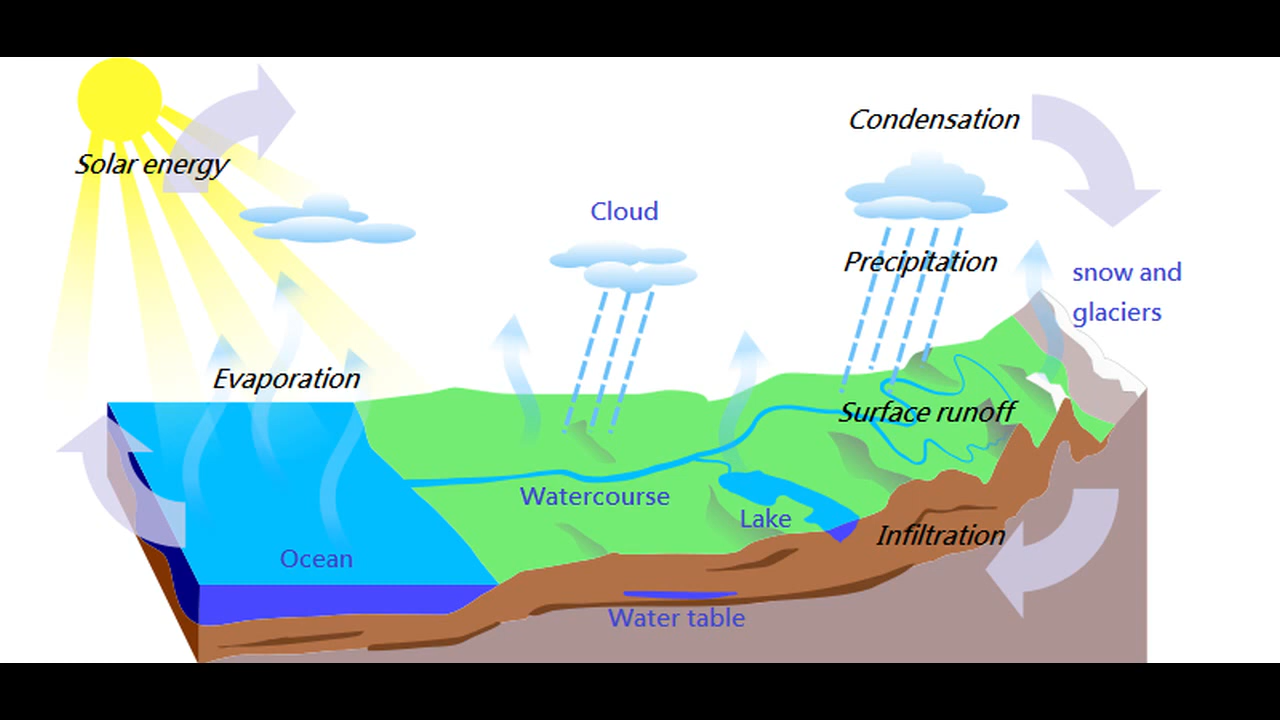 Condensation
Solar energy
Cloud
Precipitation
snow and
glaciers
Evaporation
Surface runoff
Watercourse
Lake
Infiltration
Ocean
Water table